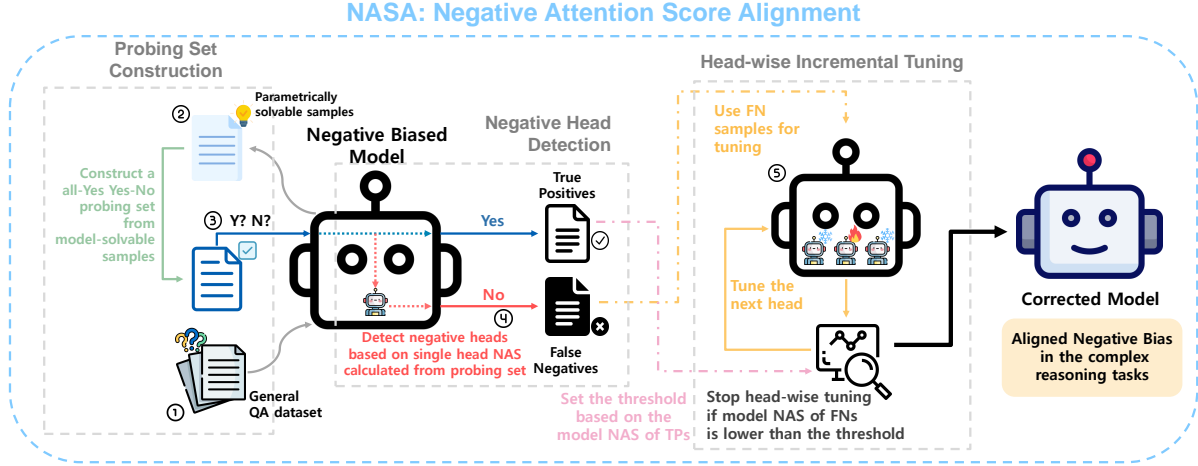 NASA: Negative Attention Score Alignment
Probing Set
Construction
②
Parametrically
solvable samples
Construct a
all-Yes Yes-No
probing set
from
model-solvable
samples
③ Y? N?
①
General
QA dataset
Negative Biased
Model
Negative Head
Detection
Yes
No
④
True
Positives
False
Negatives
Detect negative heads
based on single head NAS
calculated from probing set
Set the threshold
based on the
model NAS of TPs
Head-wise Incremental Tuning
Use FN
samples for
tuning
⑤
Tune the
next head
Stop head-wise tuning
if model NAS of FNs
is lower than the threshold
Corrected Model
Aligned Negative Bias
in the complex
reasoning tasks